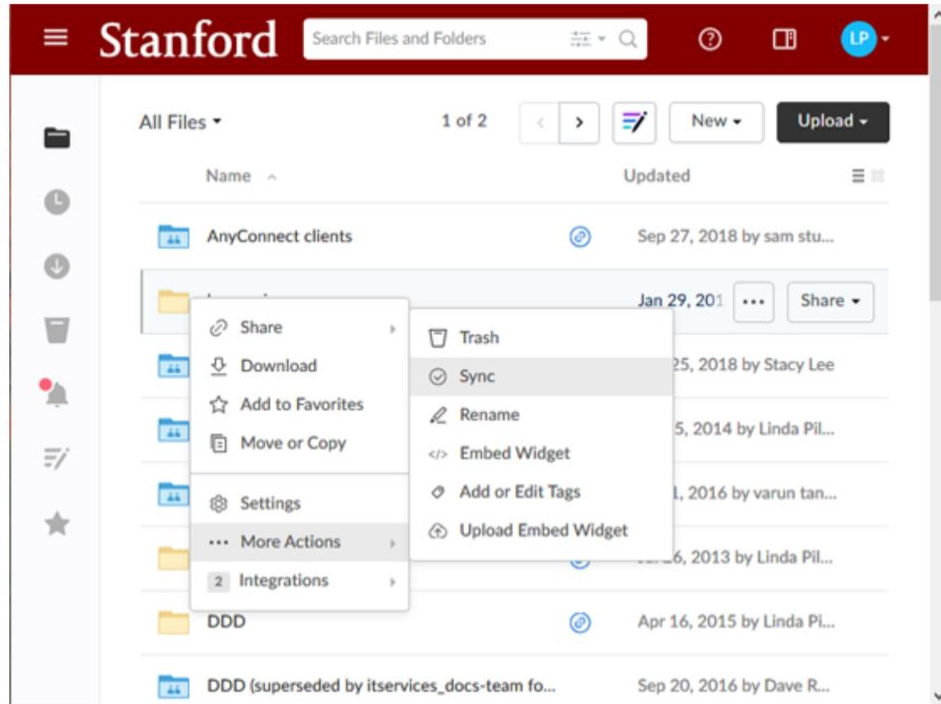 Stanford Search Files and Folders LP
All Files 1 of 2 New Upload
Name Updated
AnyConnect clients Sep 27, 2018 by sam stu...
Jan 29, 201 ... Share
Share Trash
25, 2018 by Stacy Lee
Download Sync
Add to Favorites Rename
5, 2014 by Linda Pil...
Move or Copy Embed Widget
Add or Edit Tags , 2016 by varun tan...
Settings
Upload Embed Widget
... More Actions
6, 2013 by Linda Pil...
2 Integrations
DDD Apr 16, 2015 by Linda Pi...
DDD (superseded by itservices_docs-team fo... Sep 20, 2016 by Dave R...